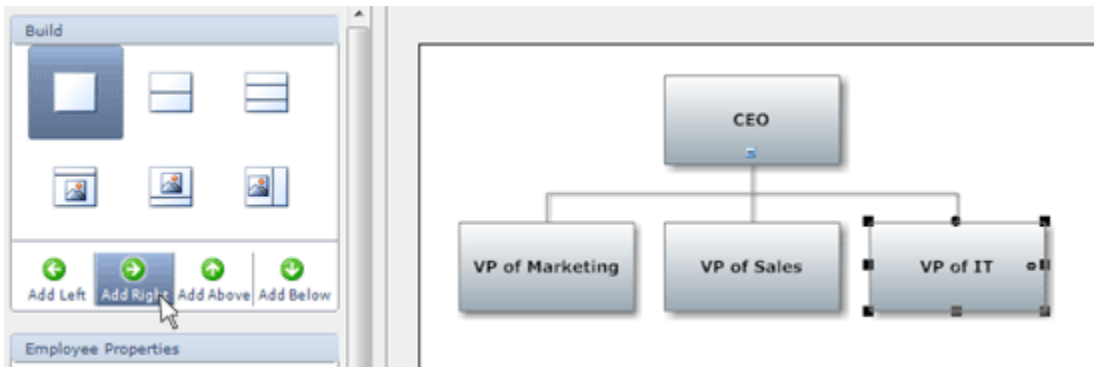 Build
Add Left
Add Right
Add Above
Add Below
Employee Properties
CEO
VP of Marketing
VP of Sales
VP of IT